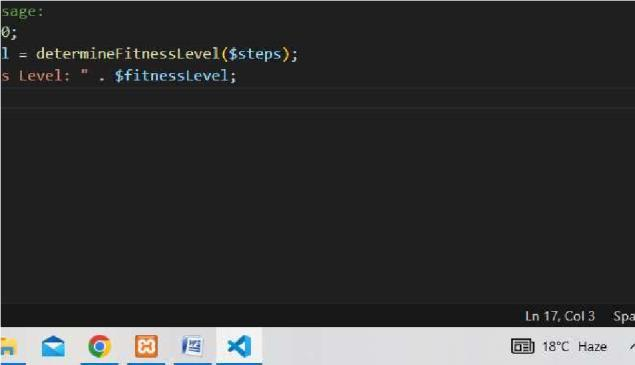 sage:
0;
l = determineFitnessLevel($steps);
s Level: " . $fitnessLevel;
Ln 17, Col 3 Spa
18°C Haze